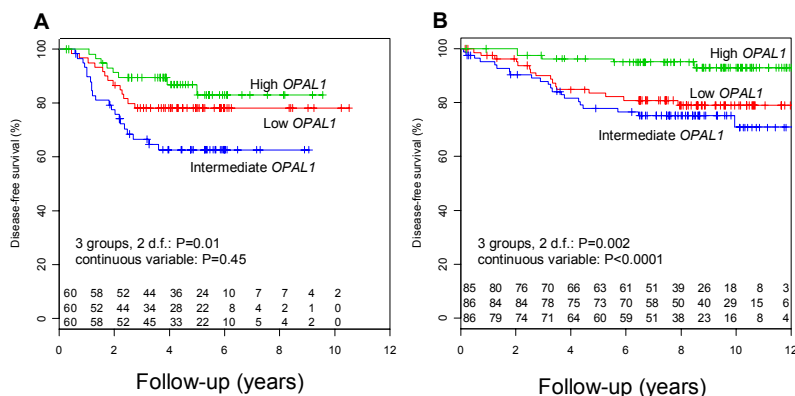 A
Disease-free survival (%)
100
80
60
40
20
0
High OPAL1
Low OPAL1
Intermediate OPAL1
3 groups, 2 d.f.: P=0.01
continuous variable: P=0.45
60 58 52 44 36 24 10 7 7 4 2
60 52 44 34 28 22 8 4 2 1 0
60 58 52 45 33 22 10 5 4 2 0
0 2 4 6 8 10 12
Follow-up (years)
B
Disease-free survival (%)
100
80
60
40
20
0
High OPAL1
Low OPAL1
Intermediate OPAL1
3 groups, 2 d.f.: P=0.002
continuous variable: P<0.0001
85 80 76 70 66 63 61 51 39 26 18 8 3
86 84 84 78 75 73 70 58 50 40 29 15 6
86 79 74 71 64 60 59 51 38 23 16 8 4
0 2 4 6 8 10 12
Follow-up (years)